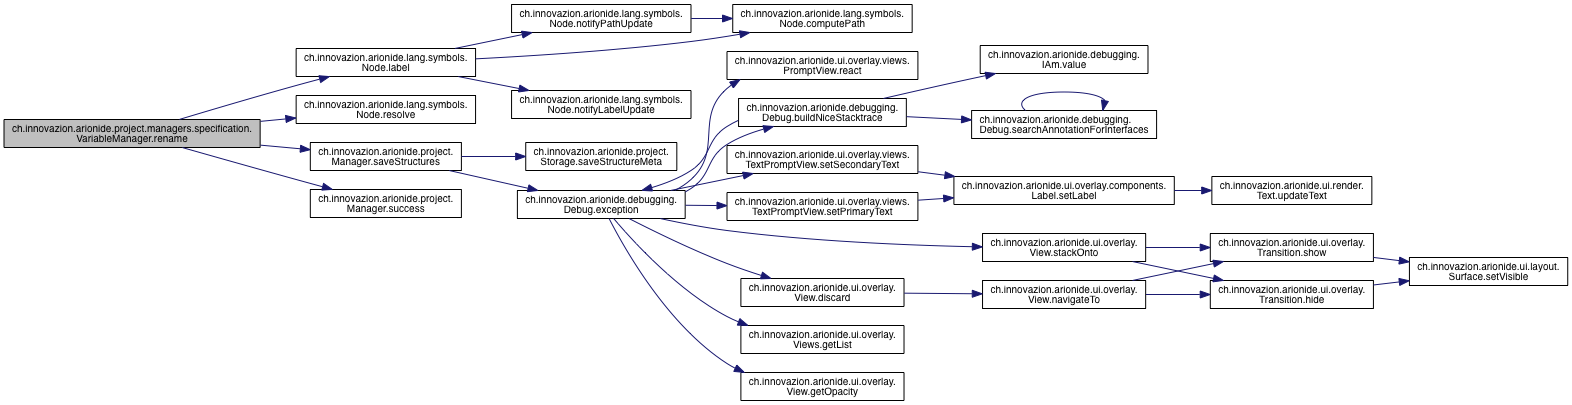 ch.innovazion.arionide.project.managers.specification.
VariableManager.rename
ch.innovazion.arionide.lang.symbols.
Node.label
ch.innovazion.arionide.lang.symbols.
Node.resolve
ch.innovazion.arionide.project.
Manager.saveStructures
ch.innovazion.arionide.project.
Manager.success
ch.innovazion.arionide.lang.symbols.
Node.notifyPathUpdate
ch.innovazion.arionide.lang.symbols.
Node.notifyLabelUpdate
ch.innovazion.arionide.project.
Storage.saveStructureMeta
ch.innovazion.arionide.debugging.
Debug.exception
ch.innovazion.arionide.lang.symbols.
Node.computePath
ch.innovazion.arionide.ui.overlay.views.
PromptView.react
ch.innovazion.arionide.debugging.
Debug.buildNiceStacktrace
ch.innovazion.arionide.ui.overlay.views.
TextPromptView.setSecondaryText
ch.innovazion.arionide.ui.overlay.views.
TextPromptView.setPrimaryText
ch.innovazion.arionide.ui.overlay.
View.discard
ch.innovazion.arionide.ui.overlay.
Views.getList
ch.innovazion.arionide.ui.overlay.
View.getOpacity
ch.innovazion.arionide.debugging.
IAm.value
ch.innovazion.arionide.debugging.
Debug.searchAnnotationForInterfaces
ch.innovazion.arionide.ui.overlay.components.
Label.setLabel
ch.innovazion.arionide.ui.overlay.
View.stackOnto
ch.innovazion.arionide.ui.overlay.
View.navigateTo
ch.innovazion.arionide.ui.render.
Text.updateText
ch.innovazion.arionide.ui.overlay.
Transition.show
ch.innovazion.arionide.ui.overlay.
Transition.hide
ch.innovazion.arionide.ui.layout.
Surface.setVisible